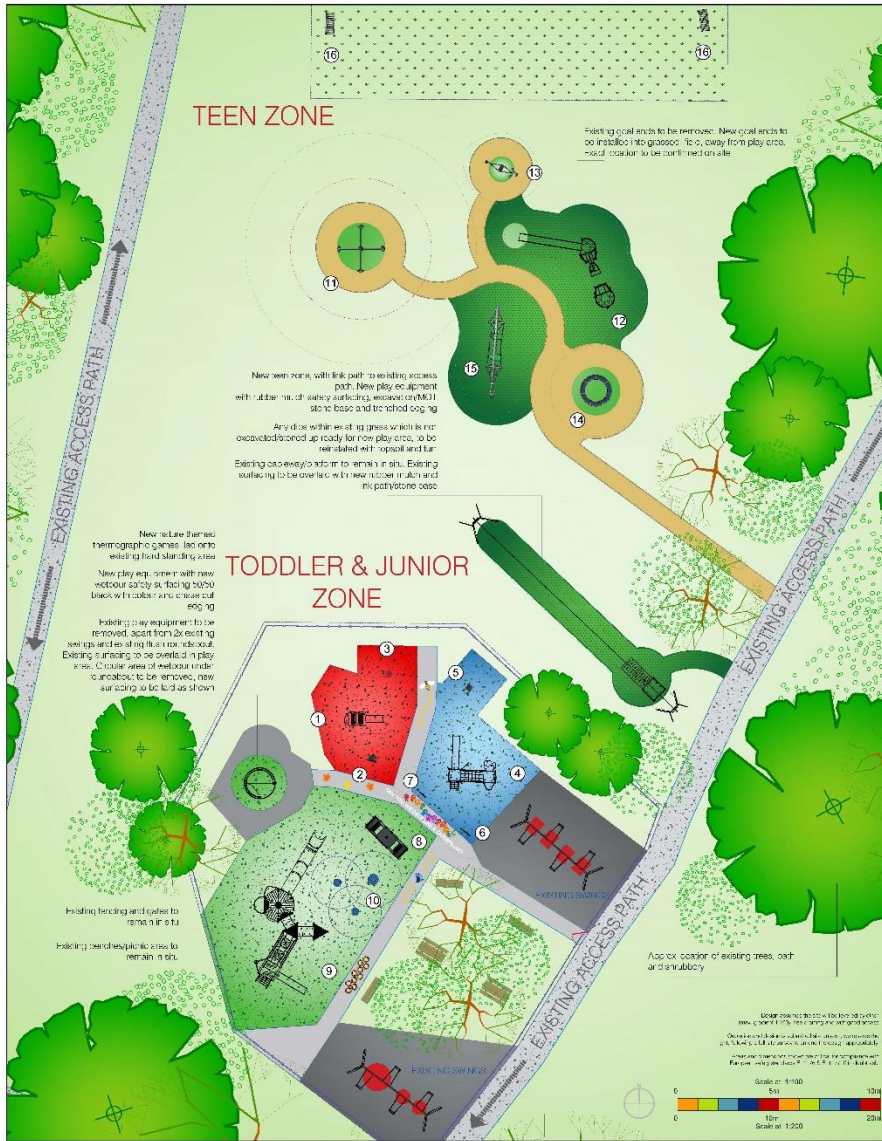 16
16
TEEN ZONE
Existing goal ends to be removed. New goal ends to
be installed into grassed field, away from play area.
Exact location to be confirmed on site
13
11
12
15
14
New teen zone, with link path to existing access
path. New play equipment
with rubber mulch safety surfacing, excavation/MOT
stone base and trenched edging
Any dips within existing grass which is not
excavated/stoned up ready for new play area, to be
reinstated with topsoil and turf
Existing cableway/platform to remain in situ. Existing
surfacing to be overlaid with new rubber mulch and
link path/stone base
EXISTING ACCESS PATH
EXISTING ACCESS PATH
New nature themed
thermographic games laid onto
existing hard standing area
New play equipment with new
wetpour safety surfacing 50/50
black with colour and chase cut
edging
Existing play equipment to be
removed, apart from 2x existing
swings and existing flush roundabout.
Existing surfacing to be overlaid in play
area. Circular area of wetpour under
roundabout to be removed, new
surfacing to be laid as shown
TODDLER & JUNIOR
ZONE
3
5
1
2
7
4
6
8
10
9
EXISTING SWINGS
Existing fencing and gates to
remain in situ
Existing benches/picnic area to
remain in situ
EXISTING SWINGS
EXISTING ACCESS PATH
Approx location of existing trees, path
and shrubbery
Scale at 1:100
0 5m 10m
0 10m 20m
Scale at 1:200